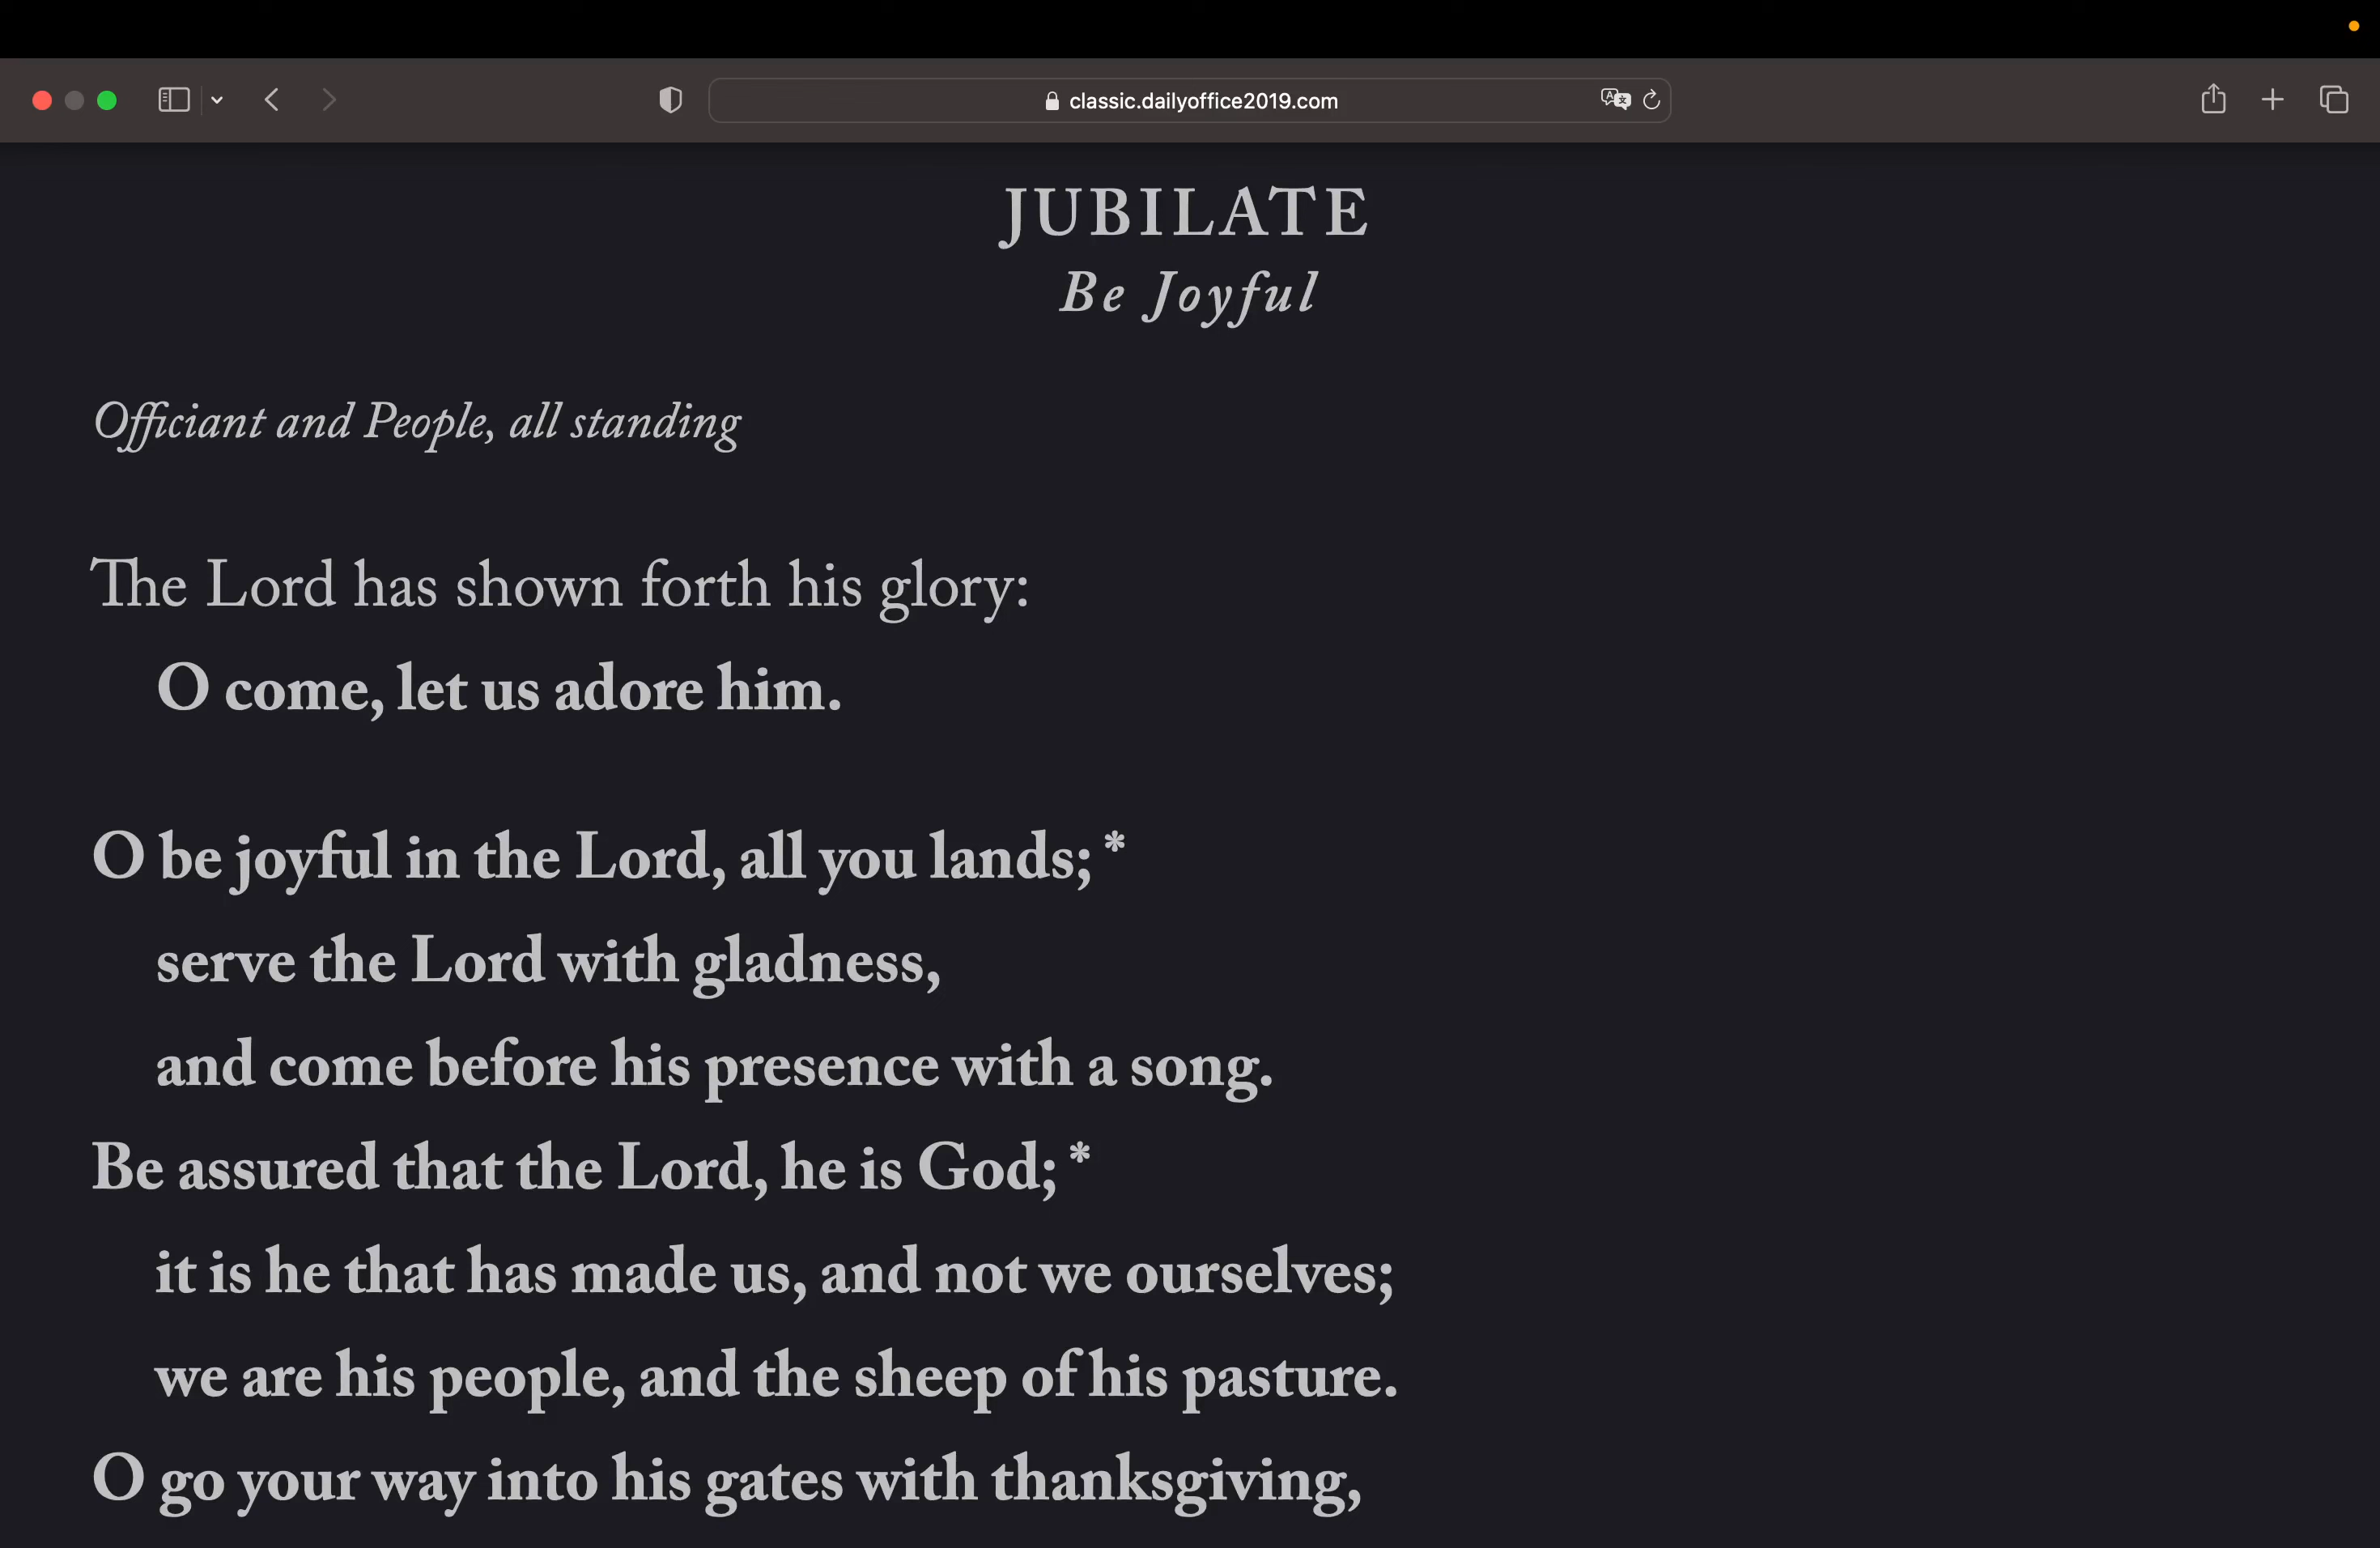 classic.dailyoffice2019.com
JUBILATE
Be Joyful
Officiant and People, all standing
The Lord has shown forth his glory:
O come, let us adore him.
O be joyful in the Lord, all you lands; *
serve the Lord with gladness,
and come before his presence with a song.
Be assured that the Lord, he is God; *
it is he that has made us, and not we ourselves;
we are his people, and the sheep of his pasture.
O go your way into his gates with thanksgiving,